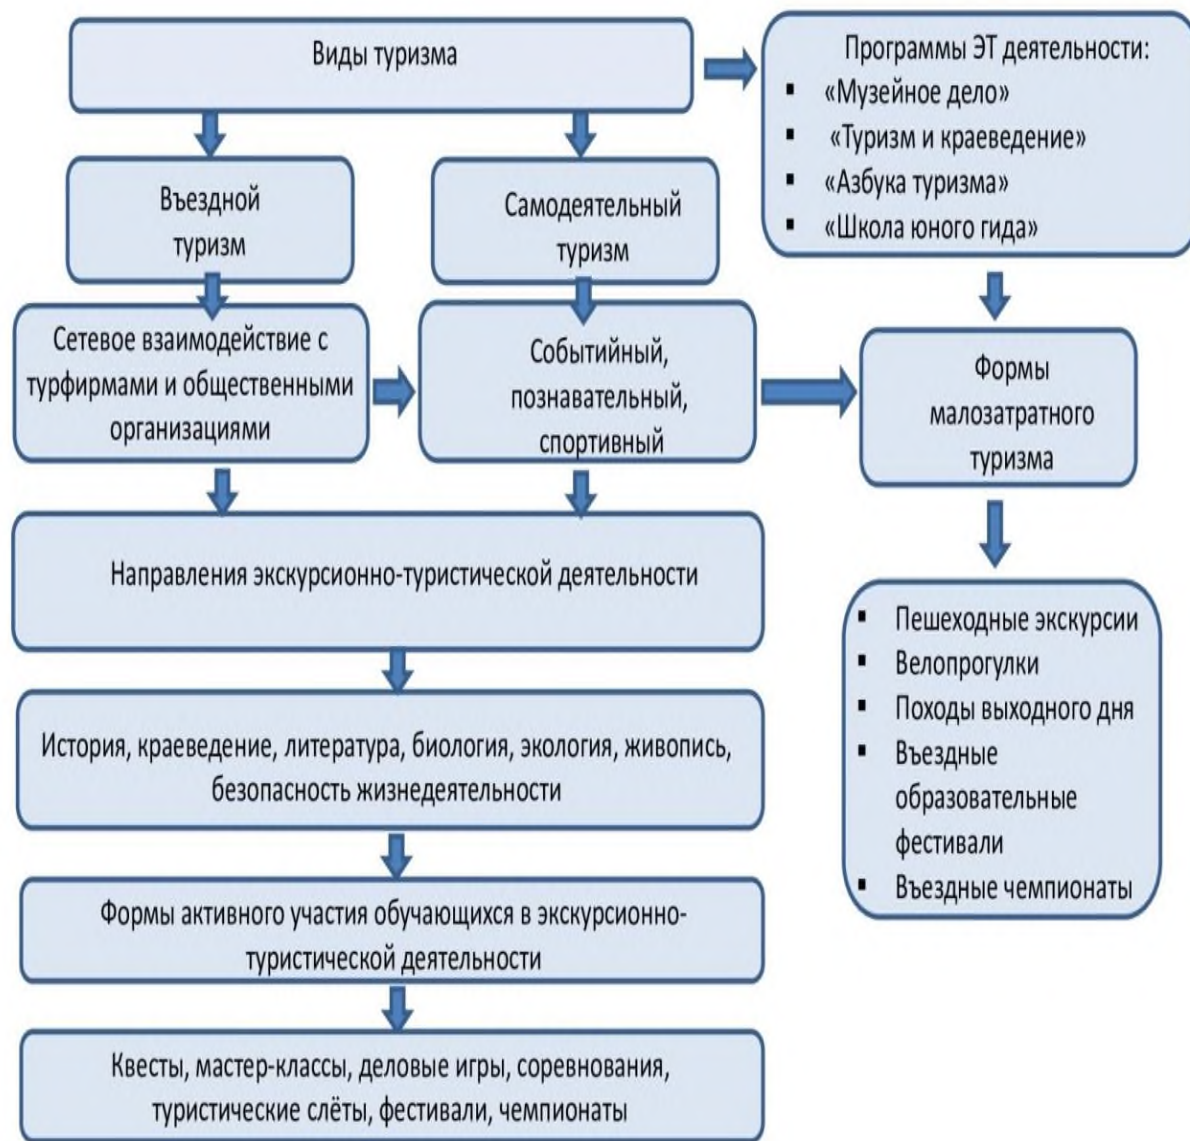 Виды туризма
Программы ЭТ деятельности:
▪ «Музейное дело»
▪ «Туризм и краеведение»
▪ «Азбука туризма»
▪ «Школа юного гида»
Въездной
туризм
Самодеятельный
туризм
Сетевое взаимодействие с
турфирмами и общественными
организациями
Событийный,
познавательный,
спортивный
Формы
малозатратного
туризма
Направления экскурсионно-туристической деятельности
▪ Пешеходные экскурсии
▪ Велопрогулки
▪ Походы выходного дня
▪ Въездные
образовательные
фестивали
▪ Въездные чемпионаты
История, краеведение, литература, биология, экология, живопись,
безопасность жизнедеятельности
Формы активного участия обучающихся в экскурсионно-
туристической деятельности
Квесты, мастер-классы, деловые игры, соревнования,
туристические слёты, фестивали, чемпионаты